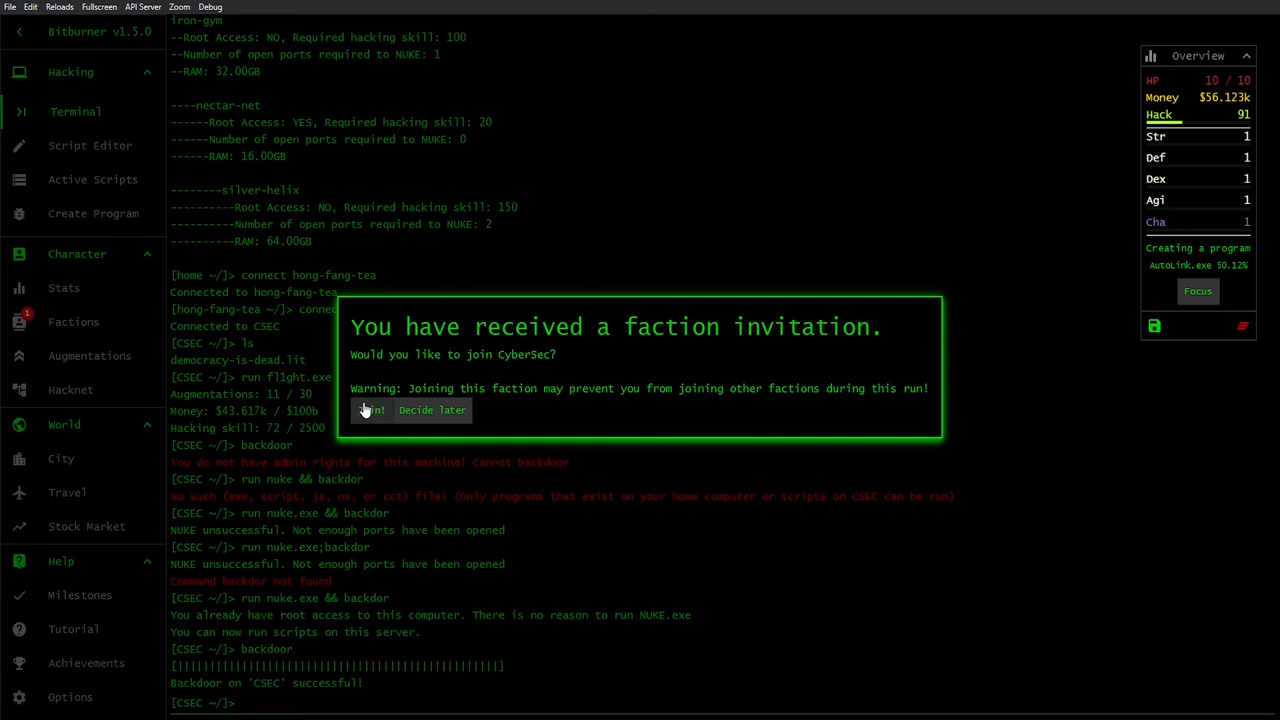 File Edit Reloads Fullscreen API Server Zoom Debug
Bitburner v1.5.0
Hacking
Terminal
Script Editor
Active Scripts
Create Program
Character
Stats
1
Factions
Augmentations
Hacknet
World
City
Travel
Stock Market
Help
Milestones
Tutorial
Achievements
Options
iron-gym
--Root Access: NO, Required hacking skill: 100
--Number of open ports required to NUKE: 1
--RAM: 32.00GB
----nectar-net
------Root Access: YES, Required hacking skill: 20
------Number of open ports required to NUKE: 0
------RAM: 16.00GB
--------silver-helix
----------Root Access: NO, Required hacking skill: 150
----------Number of open ports required to NUKE: 2
----------RAM: 64.00GB
[home ~/]> connect hong-fang-tea
Connected to hong-fang-tea
[hong-fang-tea ~/]> connec
Connected to CSEC
[CSEC ~/]> ls
democracy-is-dead.lit
[CSEC ~/]> run fl1ght.exe
Augmentations: 11 / 30
Money: $43.617k / $100b
Hacking skill: 72 / 2500
[CSEC ~/]> backdoor
You do not have admin rights for this machine! Cannot backdoor
[CSEC ~/]> run nuke && backdor
No such (exe, script, js, ns, or cct) file! (Only programs that exist on your home computer or scripts on CSEC can be run)
[CSEC ~/]> run nuke.exe && backdor
NUKE unsuccessful. Not enough ports have been opened
[CSEC ~/]> run nuke.exe;backdor
NUKE unsuccessful. Not enough ports have been opened
Command backdor not found
[CSEC ~/]> run nuke.exe && backdor
You already have root access to this computer. There is no reason to run NUKE.exe
You can now run scripts on this server.
[CSEC ~/]> backdoor
[||||||||||||||||||||||||||||||||||||||||||||||||||]
Backdoor on 'CSEC' successful!
[CSEC ~/]>
You have received a faction invitation.
Would you like to join CyberSec?
Warning: Joining this faction may prevent you from joining other factions during this run!
Decide later
Overview
HP 10 / 10
Money $56.123k
Hack 91
Str 1
Def 1
Dex 1
Agi 1
Cha 1
Creating a program
AutoLink.exe 50.12%
Focus